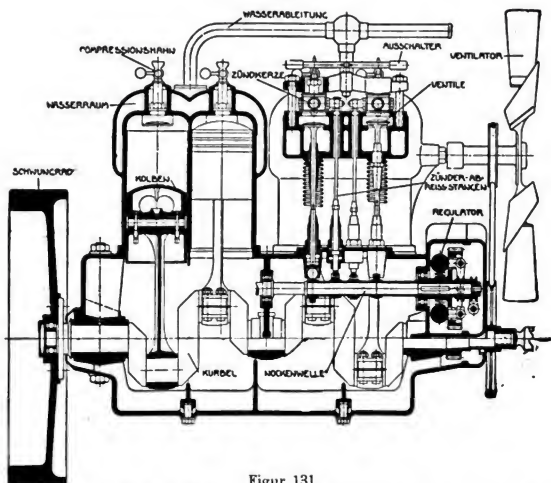 WASSERABLEITUNG
KOMPRESSIONSHAHN
AUSSCHALTER
VENTILATOR
ZÜNDKERZE
VENTILE
WASSERRAUM
SCHWUNGRAD
KOLBEN
ZÜNDER-AB-
REISS-STANGEN
REGULATOR
KURBEL
NOCKENWELLE
Figur 131